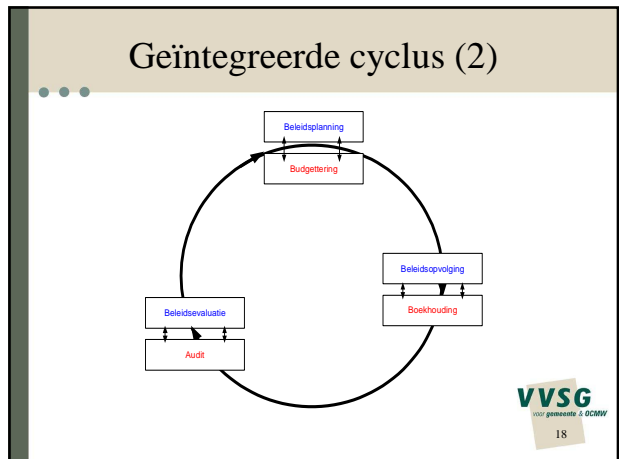 Geïntegreerde cyclus (2)
Beleidsplanning
Budgettering
Beleidsopvolging
Boekhouding
Beleidsevaluatie
Audit
VVSG
voor gemeente & OCMW
18